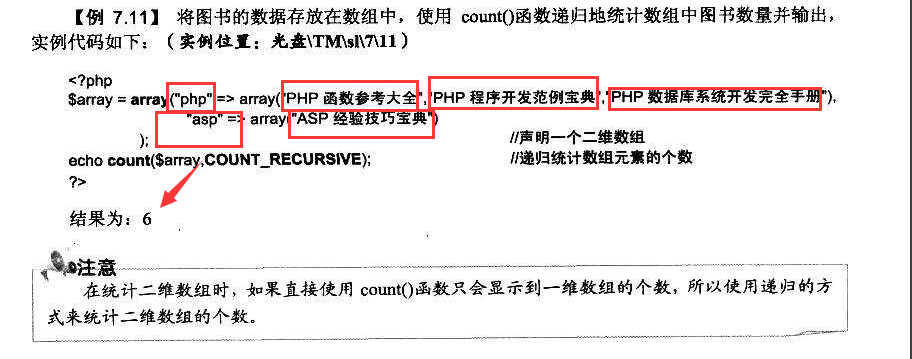 【例 7.11】 将图书的数据存放在数组中，使用 count()函数递归地统计数组中图书数量并输出，
实例代码如下：（实例位置：光盘\TM\sl\7\11）
<?php
$array = array("php" => array("PHP 函数参考大全","PHP 程序开发范例宝典","PHP 数据库系统开发完全手册"),
"asp" => array("ASP 经验技巧宝典")
); //声明一个二维数组
echo count($array,COUNT_RECURSIVE); //递归统计数组元素的个数
?>
结果为：6
注意
在统计二维数组时，如果直接使用 count()函数只会显示到一维数组的个数，所以使用递归的方
式来统计二维数组的个数。